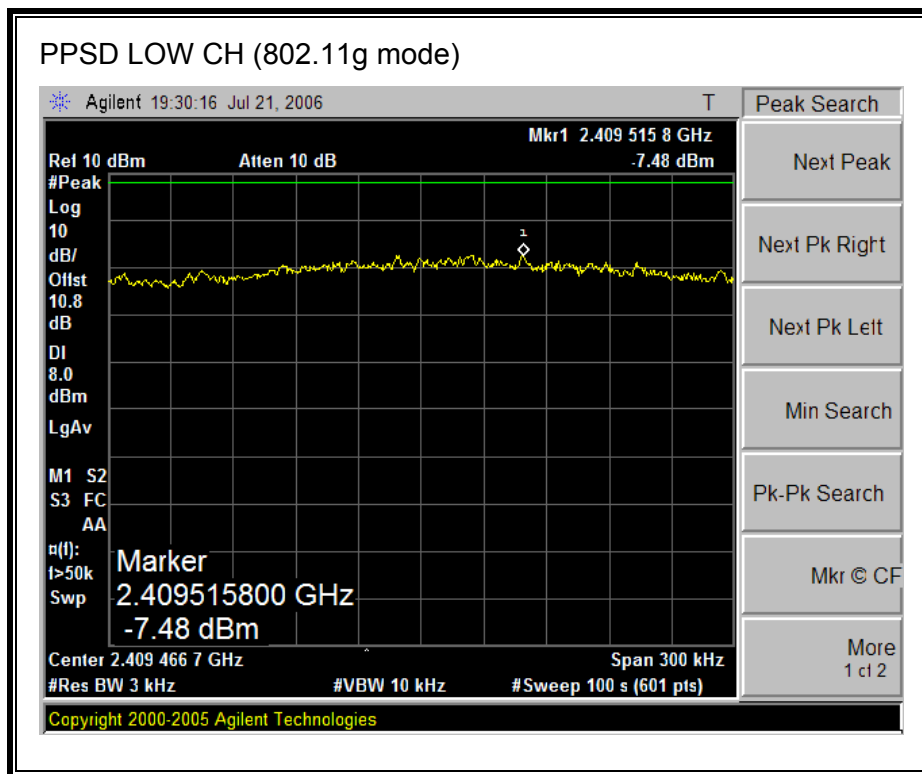 PPSD LOW CH (802.11g mode)
Agilent 19:30:16 Jul 21, 2006 T
Peak Search
Mkr1 2.409 515 8 GHz
Ref 10 dBm Atten 10 dB -7.48 dBm
#Peak
Log
10
dB/
Offst
10.8
dB
DI
8.0
dBm
LgAv
M1 S2
S3 FC
AA
¤(f):
f>50k
Swp
1
Marker
2.409515800 GHz
-7.48 dBm
Center 2.409 466 7 GHz Span 300 kHz
#Res BW 3 kHz #VBW 10 kHz #Sweep 100 s (601 pts)
Copyright 2000-2005 Agilent Technologies
Next Peak
Next Pk Right
Next Pk Left
Min Search
Pk-Pk Search
Mkr © CF
More
1 of 2